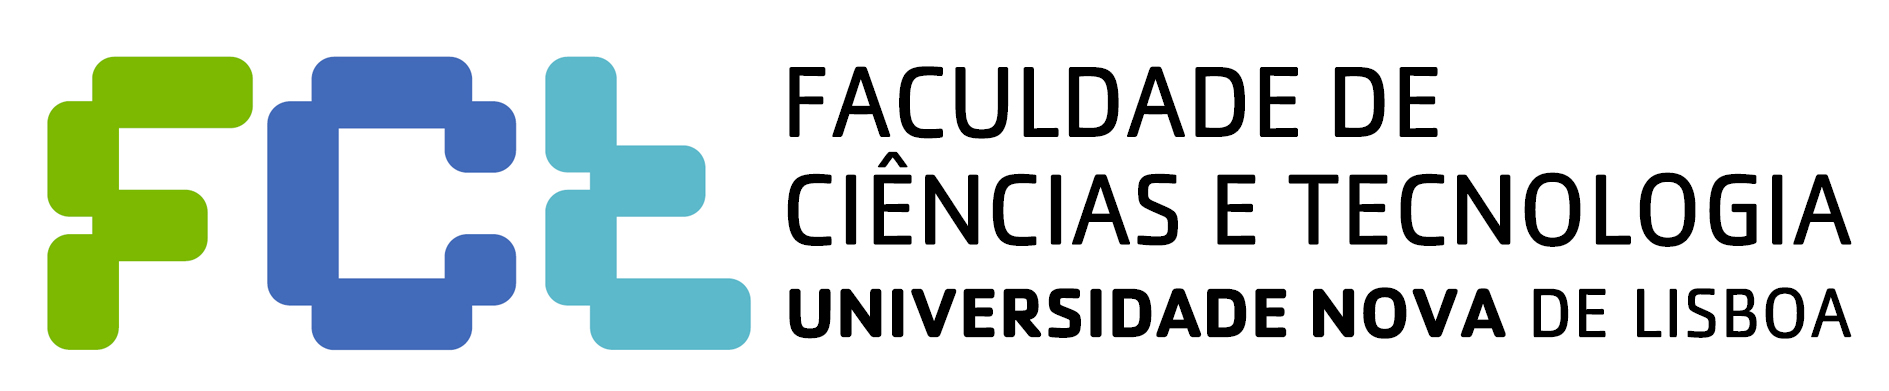 FCt
FACULDADE DE
CIÊNCIAS E TECNOLOGIA
UNIVERSIDADE NOVA DE LISBOA